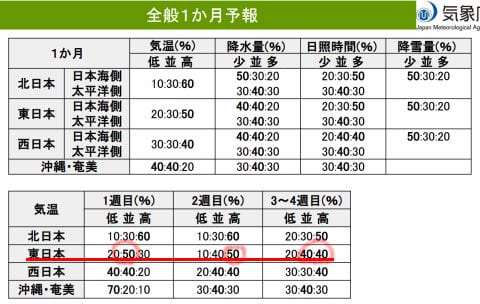 全般1か月予報
気象庁
Japan Meteorological Ag
1か月 気温(%) 降水量(%) 日照時間(%) 降雪量(%)
低 並 高 少 並 多 少 並 多 少 並 多
北日本 日本海側 10:30:60 50:30:20 20:30:50 50:30:20
太平洋側 30:40:30 30:40:30
東日本 日本海側 20:30:50 40:40:20 20:30:50 50:30:20
太平洋側 30:40:30 30:40:30
西日本 日本海側 30:30:40 40:40:20 20:40:40 50:30:20
太平洋側 30:40:30 30:40:30
沖縄・奄美 40:40:20 30:40:30 30:40:30
気温 1週目(%) 2週目(%) 3～4週目(%)
低 並 高 低 並 高 低 並 高
北日本 10:30:60 10:30:60 20:30:50
東日本 20:50:30 10:40:50 20:40:40
西日本 40:40:20 20:40:40 30:30:40
沖縄・奄美 70:20:10 30:40:30 30:40:30